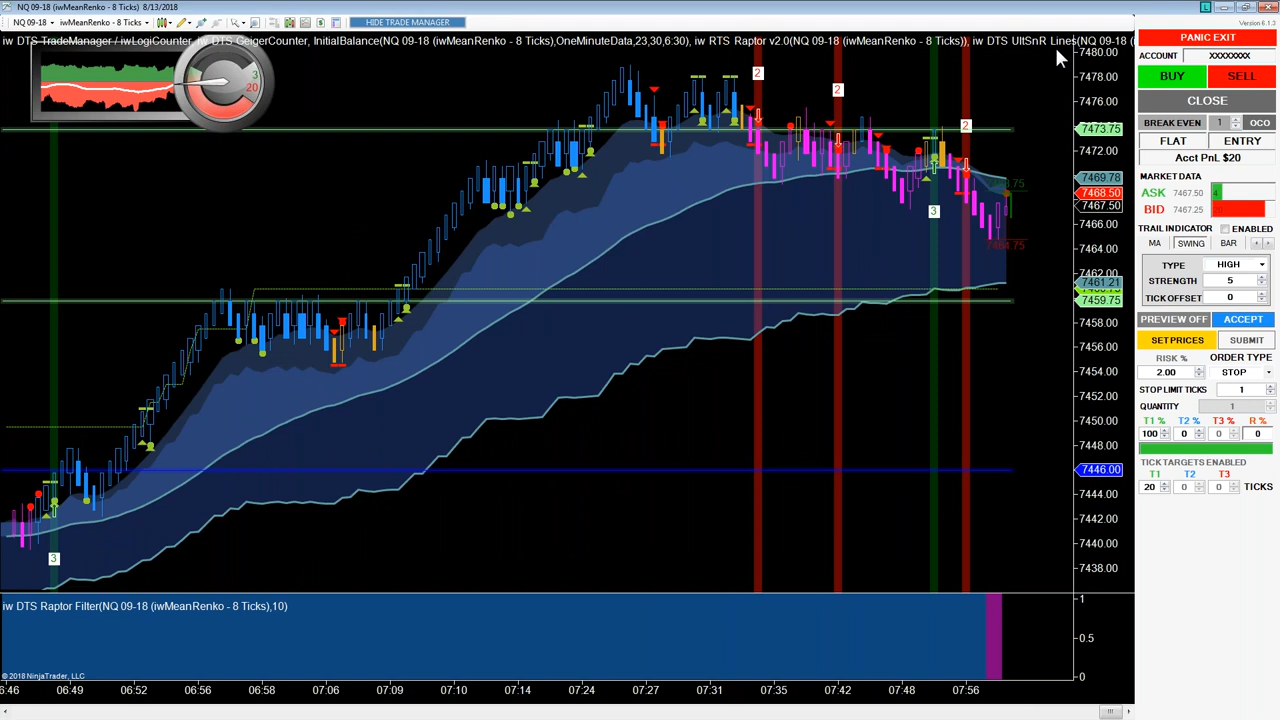 NQ 09-18 (iwMeanRenko - 8 Ticks) 8/13/2018
NQ 09-18 iwMeanRenko - 8 Ticks HIDE TRADE MANAGER Version 6.1.3
iw DTS TradeManager / iwLogiCounter, iw DTS GeigerCounter, InitialBalance(NQ 09-18 (iwMeanRenko - 8 Ticks),OneMinuteData,23,30,6:30), iw RTS Raptor v2.0(NQ 09-18 (iwMeanRenko - 8 Ticks)), iw DTS UltSnR Lines(NQ 09-18 (
3
20
2
2
2
3
3
7464.75
7480.00
7478.00
7476.00
7473.75
7472.00
7469.78
7468.50
7467.50
7466.00
7464.00
7462.00
7461.21
7459.75
7458.00
7456.00
7454.00
7452.00
7450.00
7448.00
7446.00
7444.00
7442.00
7440.00
7438.00
iw DTS Raptor Filter(NQ 09-18 (iwMeanRenko - 8 Ticks),10)
1
0.5
0
© 2018 NinjaTrader, LLC
6:46 06:49 06:52 06:56 06:58 07:06 07:09 07:10 07:14 07:24 07:27 07:31 07:35 07:42 07:48 07:56
PANIC EXIT
ACCOUNT XXXXXXXX
BUY SELL
CLOSE
BREAK EVEN 1 OCO
FLAT ENTRY
Acct PnL $20
MARKET DATA
ASK 7467.50 4
BID 7467.25
TRAIL INDICATOR ENABLED
MA SWING BAR
TYPE HIGH
STRENGTH 5
TICK OFFSET 0
PREVIEW OFF ACCEPT
SET PRICES SUBMIT
RISK % ORDER TYPE
2.00 STOP
STOP LIMIT TICKS 1
QUANTITY 1
T1 % T2 % T3 % R %
100 0 0 0
TICK TARGETS ENABLED
T1 T2 T3
20 0 0 TICKS